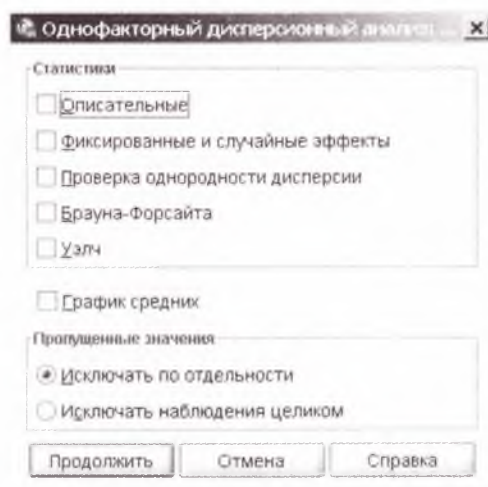 Однофакторный дисперсионный анализ ...
Статистики
Описательные
Фиксированные и случайные эффекты
Проверка однородности дисперсии
Брауна-Форсайта
Уэлч
График средних
Пропущенные значения
Исключать по отдельности
Исключать наблюдения целиком
Продолжить
Отмена
Справка